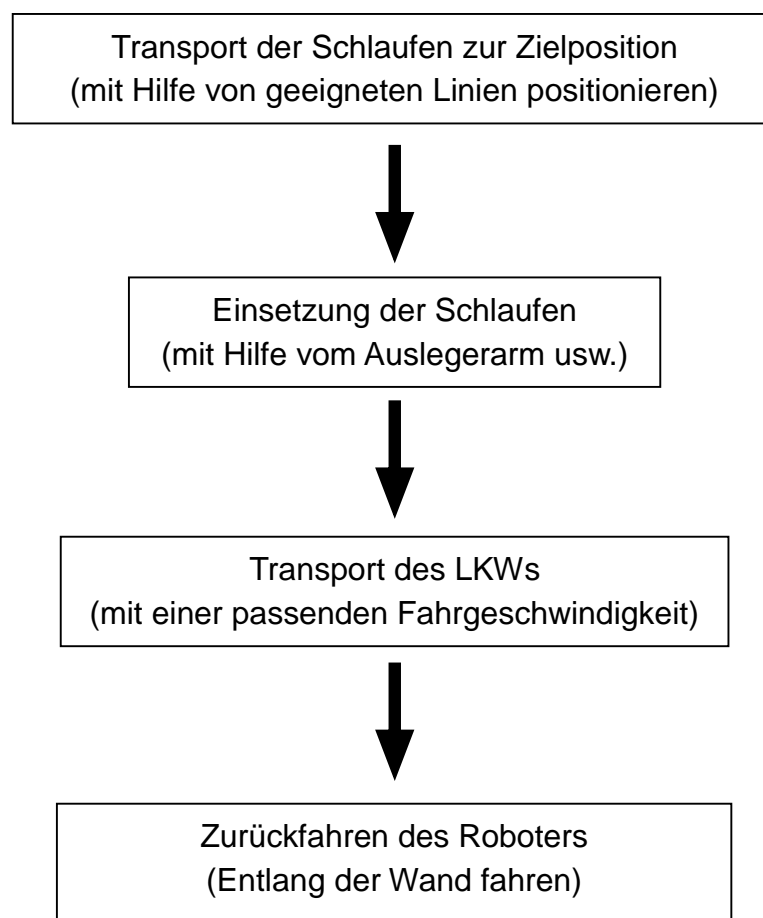 Transport der Schlaufen zur Zielposition
(mit Hilfe von geeigneten Linien positionieren)
Einsetzung der Schlaufen
(mit Hilfe vom Auslegerarm usw.)
Transport des LKWs
(mit einer passenden Fahrgeschwindigkeit)
Zurückfahren des Roboters
(Entlang der Wand fahren)